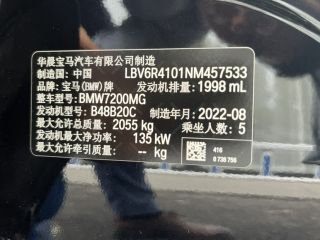 华晨宝马汽车有限公司制造
制造国: 中国 LBV6R4101NM457533
品牌: 宝马(BMW)牌 发动机排量: 1998 mL
整车型号: BMW7200MG
发动机型号: B48B20C 制造年月: 2022-08
最大允许总质量: 2055 kg 乘坐人数: 5
发动机最大净功率: 135 kW
最大允许牵引质量: -- kg
416